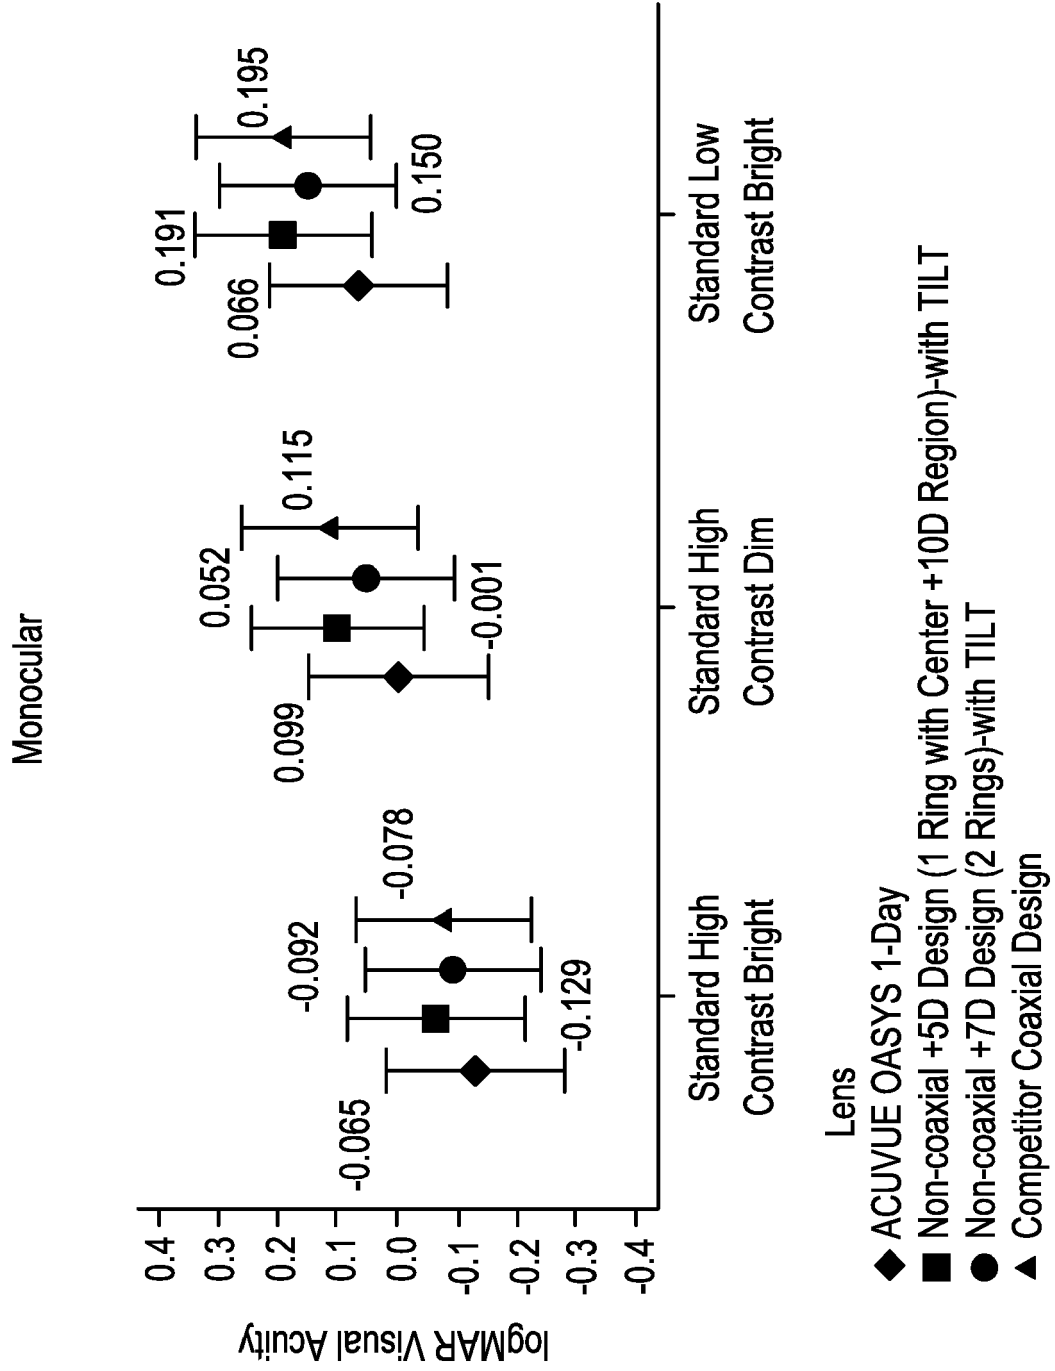 Monocular
logMAR Visual Acuity
0.4
0.3
0.2
0.1
0.0
-0.1
-0.2
-0.3
-0.4
-0.065
-0.129
-0.092
-0.078
0.099
-0.001
0.052
0.115
0.066
0.191
0.150
0.195
Standard High
Contrast Bright
Standard High
Contrast Dim
Standard Low
Contrast Bright
Lens
ACUVUE OASYS 1-Day
Non-coaxial +5D Design (1 Ring with Center +10D Region)-with TILT
Non-coaxial +7D Design (2 Rings)-with TILT
Competitor Coaxial Design